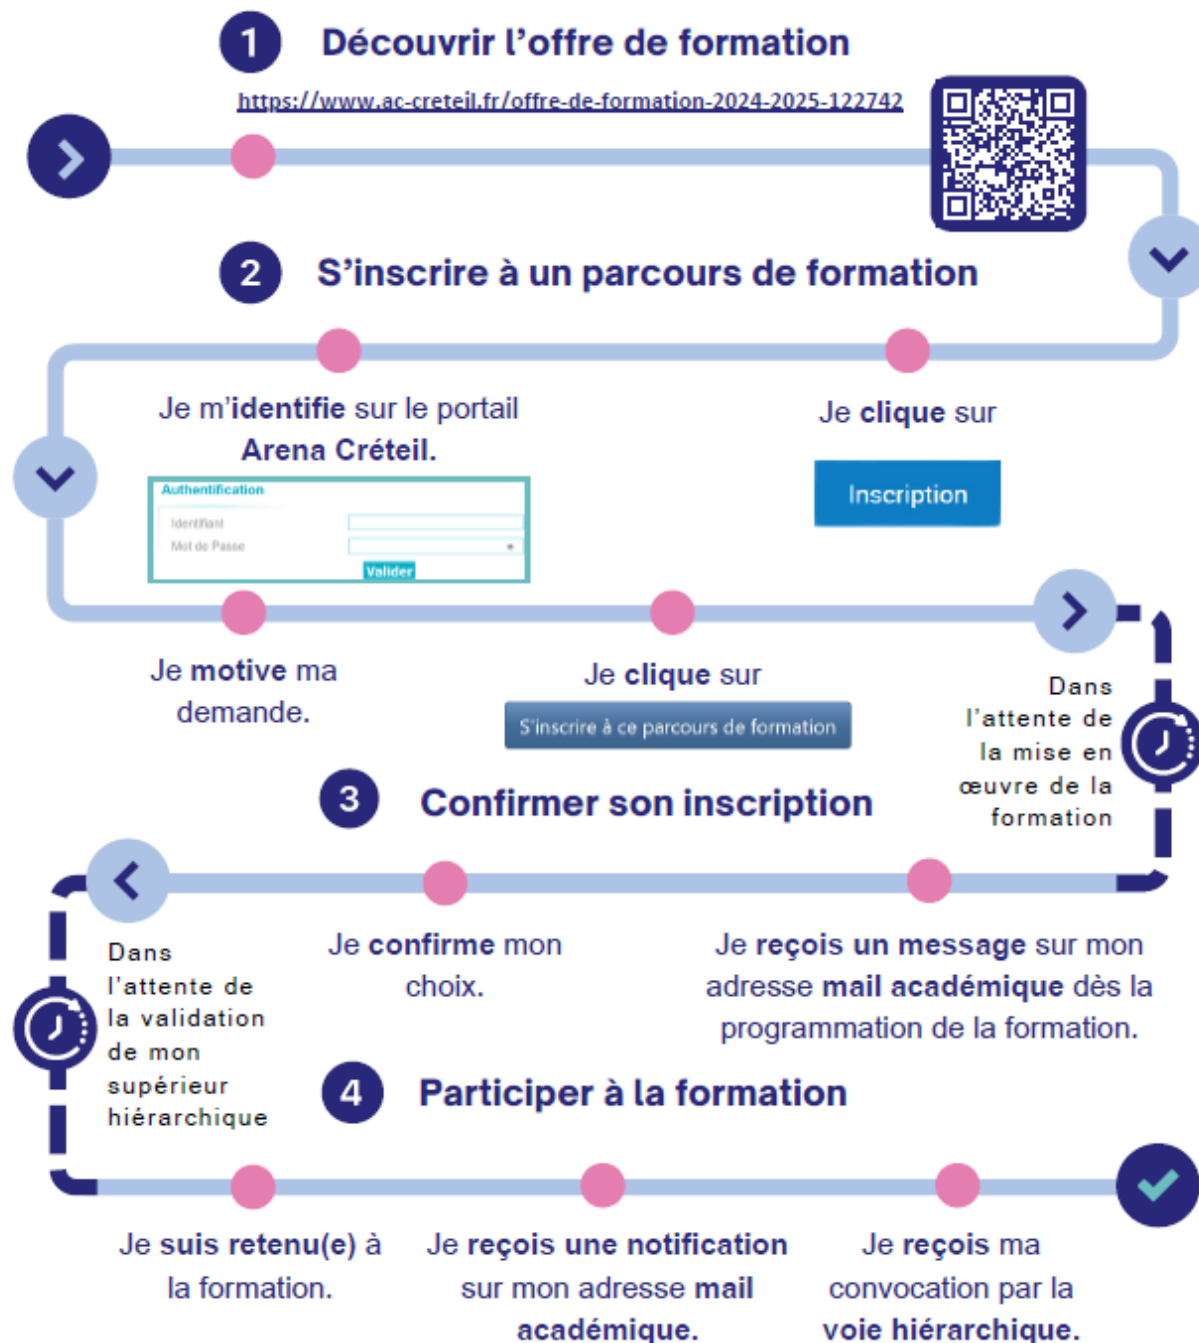 1 Découvrir l'offre de formation
https://www.ac-creteil.fr/offre-de-formation-2024-2025-122742
2 S'inscrire à un parcours de formation
Je clique sur
Inscription
Je m'identifie sur le portail
Arena Créteil.
Authentification
Identifiant
Mot de Passe
Valider
Je motive ma
demande.
Je clique sur
S'inscrire à ce parcours de formation
Dans
l'attente de
la mise en
œuvre de la
formation
3 Confirmer son inscription
Je reçois un message sur mon
adresse mail académique dès la
programmation de la formation.
Je confirme mon
choix.
Dans
l'attente de
la validation
de mon
supérieur
hiérarchique
4 Participer à la formation
Je suis retenu(e) à
la formation.
Je reçois une notification
sur mon adresse mail
académique.
Je reçois ma
convocation par la
voie hiérarchique.